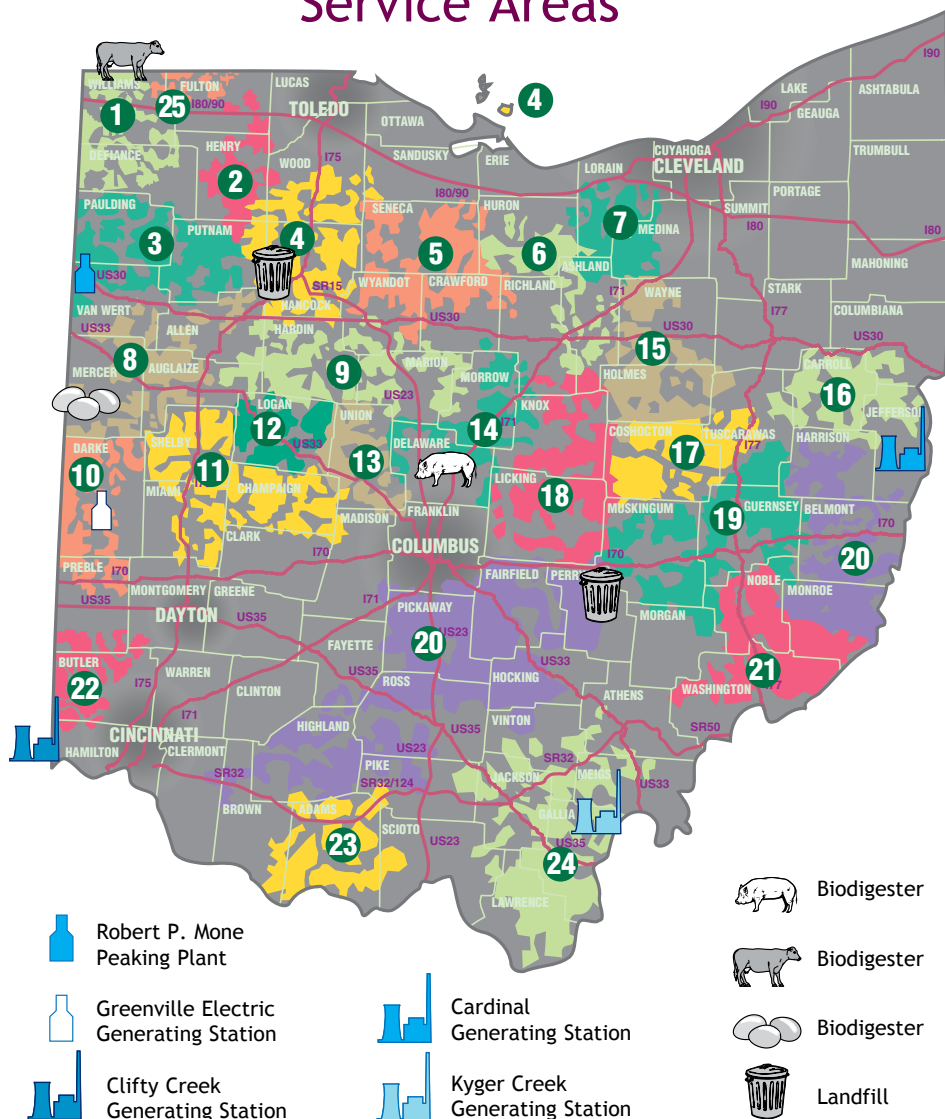 Service Areas
WILLIAMS
FULTON
LUCAS
TOLEDO
OTTAWA
4
1
25
I80/90
DEFIANCE
HENRY
WOOD
I75
SANDUSKY
ERIE
LORAIN
CUYAHOGA
CLEVELAND
LAKE
GEAUGA
ASHTABULA
I90
I90
TRUMBULL
2
PAULDING
PUTNAM
I80/90
SENECA
HURON
MEDINA
SUMMIT
PORTAGE
I80
I80
MAHONING
3
4
5
6
7
US30
HANCOCK
SR15
WYANDOT
CRAWFORD
RICHLAND
ASHLAND
I71
WAYNE
STARK
I77
COLUMBIANA
VAN WERT
US33
ALLEN
HARDIN
US30
US30
US30
8
MERCER
AUGLAIZE
9
MARION
MORROW
15
HOLMES
CARROLL
16
JEFFERSO
US23
LOGAN
12
US33
UNION
DELAWARE
14
I71
KNOX
COSHOCTON
TUSCARAWAS
I77
HARRISON
DARKE
10
SHELBY
11
MIAMI
CHAMPAIGN
13
LICKING
18
17
MUSKINGUM
19
GUERNSEY
BELMONT
I70
20
CLARK
MADISON
FRANKLIN
COLUMBUS
I70
I70
PREBLE
I70
US35
MONTGOMERY
GREENE
DAYTON
US35
I71
PICKAWAY
US23
20
FAIRFIELD
PERRY
MORGAN
NOBLE
MONROE
FAYETTE
US35
ROSS
HOCKING
US33
ATHENS
WASHINGTON
21
BUTLER
22
I75
WARREN
CLINTON
I71
HIGHLAND
US35
VINTON
SR50
HAMILTON
CINCINNATI
CLERMONT
SR32
US23
PIKE
SR32/124
JACKSON
SR32
MEIGS
US33
BROWN
ADAMS
23
SCIOTO
US23
GALLIA
US35
24
LAWRENCE
Robert P. Mone
Peaking Plant
Greenville Electric
Generating Station
Clifty Creek
Generating Station
Cardinal
Generating Station
Kyger Creek
Generating Station
Biodigester
Biodigester
Biodigester
Landfill